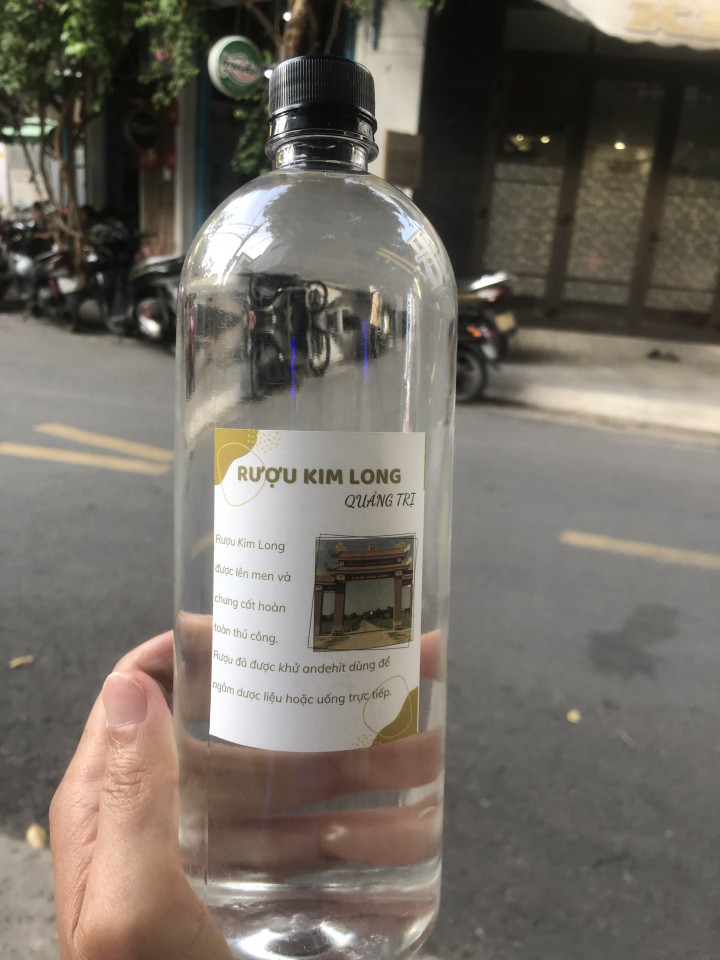 RƯỢU KIM LONG
QUẢNG TRỊ
Rượu Kim Long
được lên men và
chưng cất hoàn
toàn thủ công.
Rượu đã được khử andehit dùng để
ngâm dược liệu hoặc uống trực tiếp.